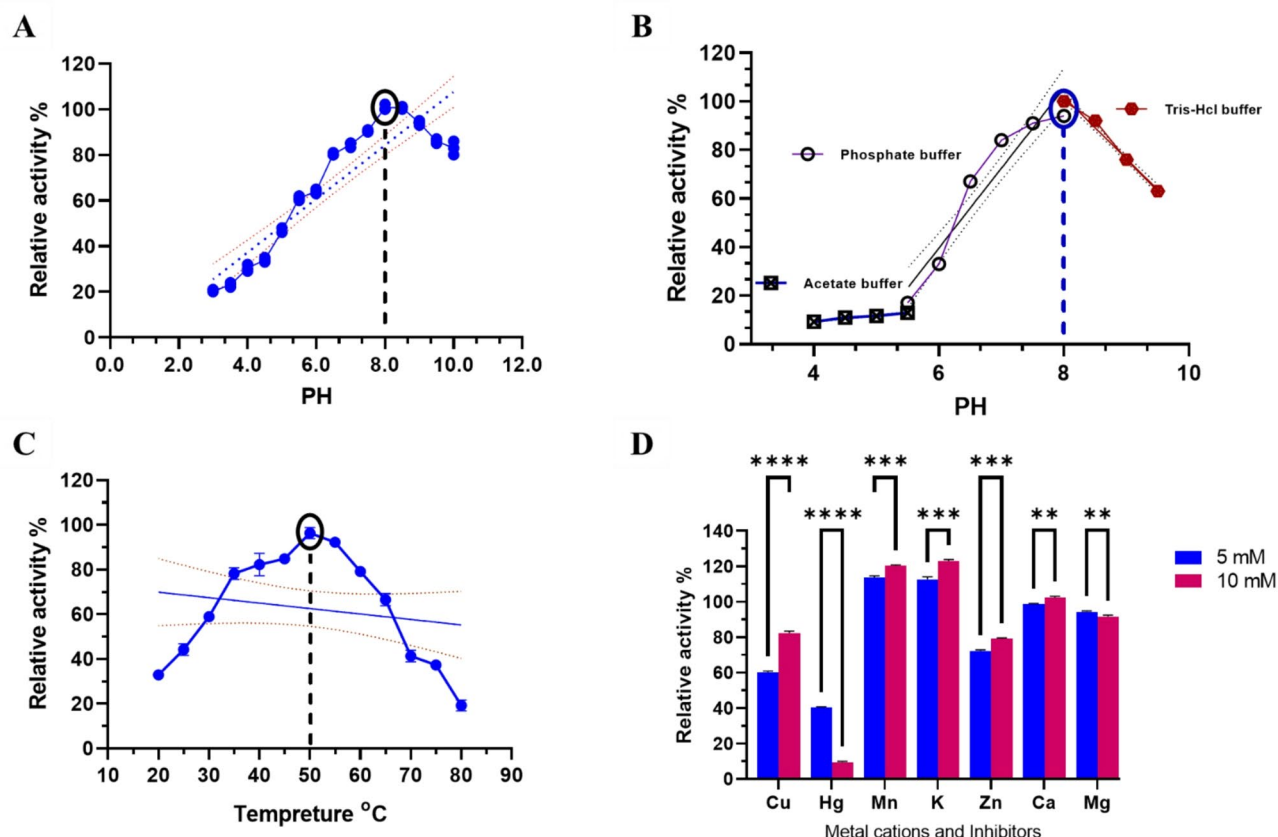 A
Relative activity %
120
100
80
60
40
20
0
0.0 2.0 4.0 6.0 8.0 10.0 12.0
PH
B
Relative activity %
120
100
80
60
40
20
0
Tris-Hcl buffer
Phosphate buffer
Acetate buffer
4 6 8 10
PH
C
Relative activity %
120
100
80
60
40
20
0
10 20 30 40 50 60 70 80 90
Tempreture °C
D
Relative activity %
**** *** ***
**** *** ** **
140
120
100
80
60
40
20
0
5 mM
10 mM
Cu Hg Mn K Zn Ca Mg
Metal cations and Inhibitors